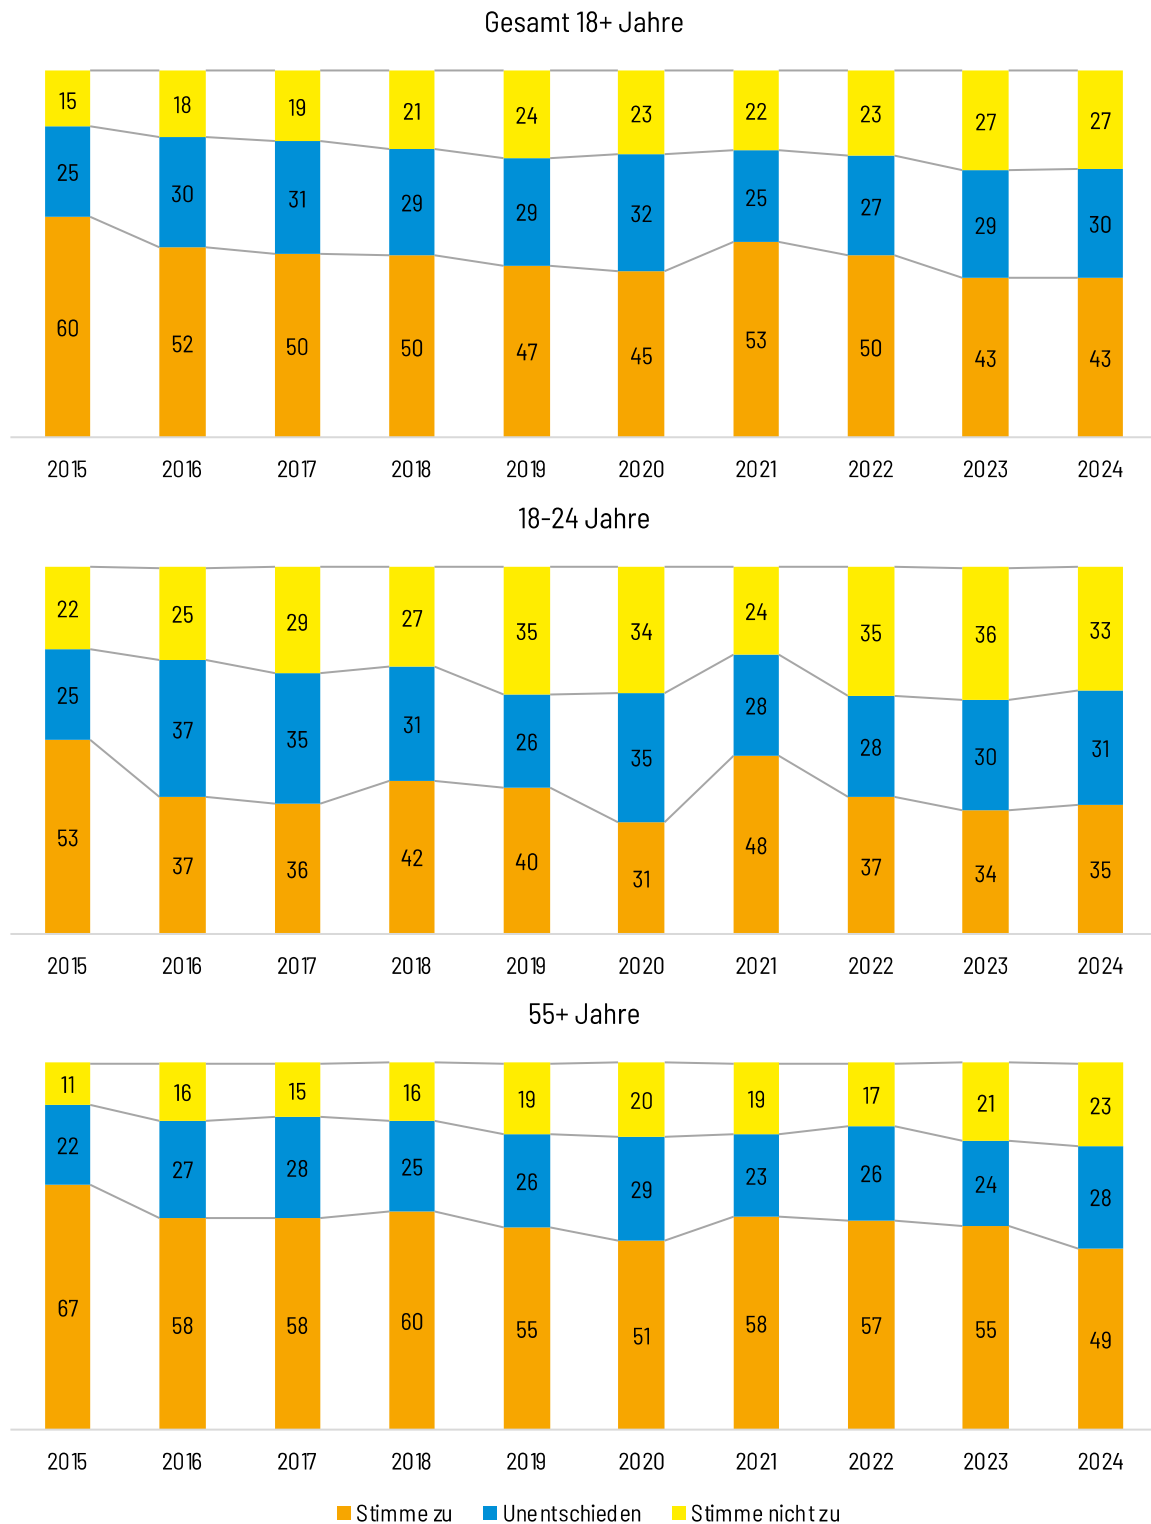 Gesamt 18+ Jahre
15 18 19 21 24 23 22 23 27 27
25 30 31 29 29 32 25 27 29 30
60 52 50 50 47 45 53 50 43 43
2015 2016 2017 2018 2019 2020 2021 2022 2023 2024
18-24 Jahre
22 25 29 27 35 34 24 35 36 33
25 37 35 31 26 35 28 28 30 31
53 37 36 42 40 31 48 37 34 35
2015 2016 2017 2018 2019 2020 2021 2022 2023 2024
55+ Jahre
11 16 15 16 19 20 19 17 21 23
22 27 28 25 26 29 23 26 24 28
67 58 58 60 55 51 58 57 55 49
2015 2016 2017 2018 2019 2020 2021 2022 2023 2024
Stimme zu Unentschieden Stimme nicht zu